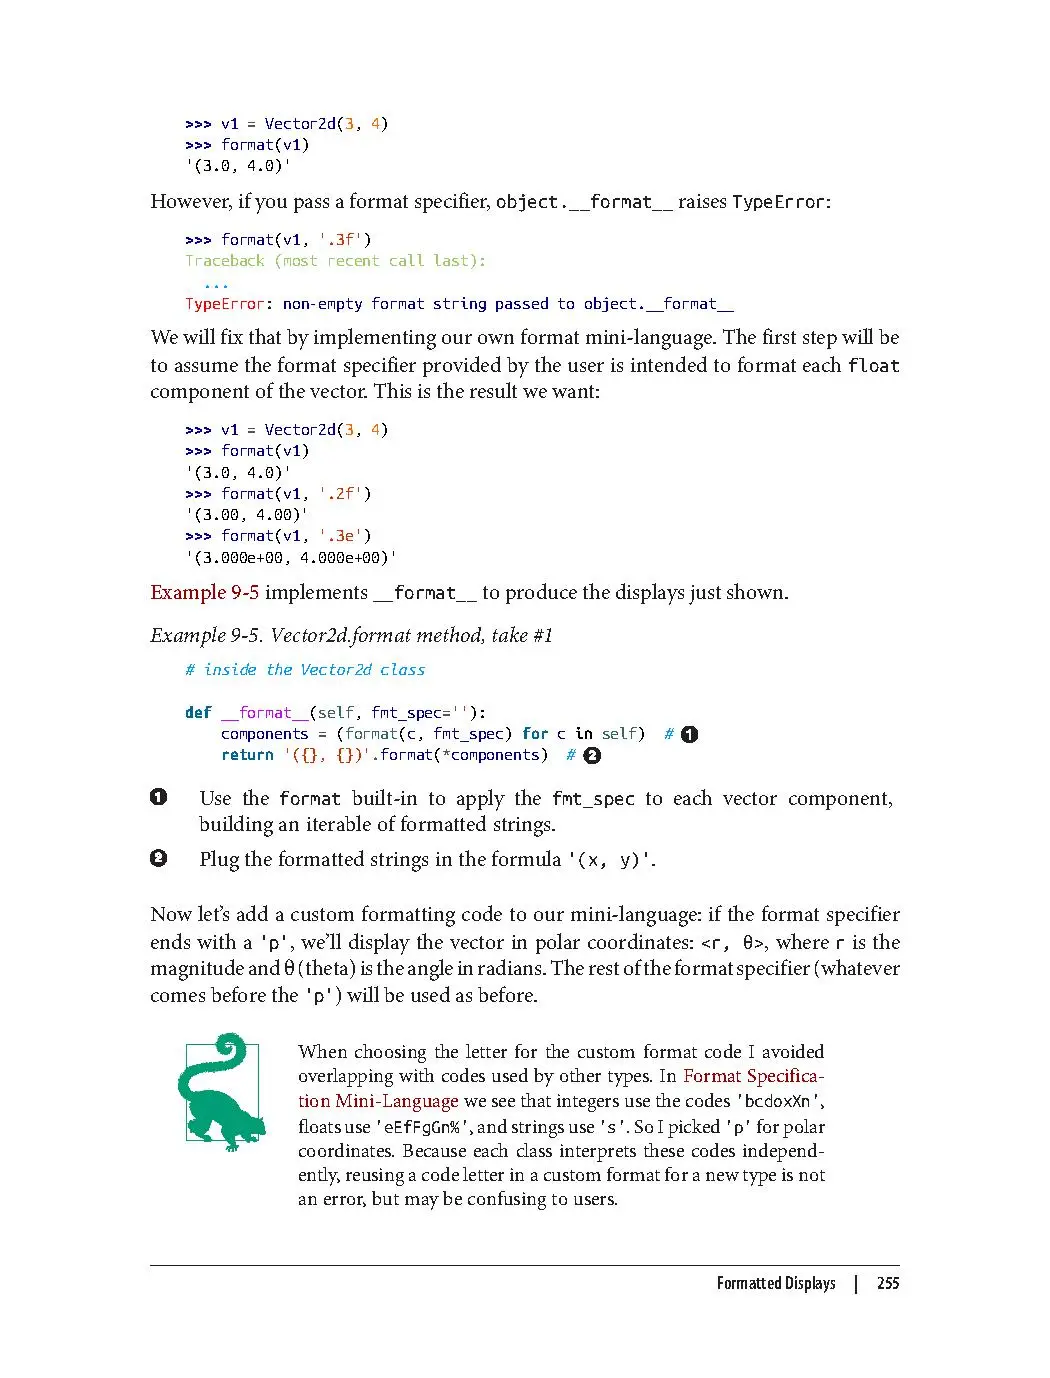 >>> v1 = Vector2d(3, 4)
>>> format(v1)
'(3.0, 4.0)'
However, if you pass a format specifier, object.__format__ raises TypeError:
>>> format(v1, '.3f')
Traceback (most recent call last):
  ...
TypeError: non-empty format string passed to object.__format__
We will fix that by implementing our own format mini-language. The first step will be
to assume the format specifier provided by the user is intended to format each float
component of the vector. This is the result we want:
>>> v1 = Vector2d(3, 4)
>>> format(v1)
'(3.0, 4.0)'
>>> format(v1, '.2f')
'(3.00, 4.00)'
>>> format(v1, '.3e')
'(3.000e+00, 4.000e+00)'
Example 9-5 implements __format__ to produce the displays just shown.
Example 9-5. Vector2d.format method, take #1
# inside the Vector2d class
def __format__(self, fmt_spec=''):
    components = (format(c, fmt_spec) for c in self)  # ❶
    return '({}, {})'.format(*components)  # ❷
❶ Use the format built-in to apply the fmt_spec to each vector component,
building an iterable of formatted strings.
❷ Plug the formatted strings in the formula '(x, y)'.
Now let’s add a custom formatting code to our mini-language: if the format specifier
ends with a 'p', we’ll display the vector in polar coordinates: <r, θ>, where r is the
magnitude and θ (theta) is the angle in radians. The rest of the format specifier (whatever
comes before the 'p') will be used as before.
When choosing the letter for the custom format code I avoided
overlapping with codes used by other types. In Format Specifica-
tion Mini-Language we see that integers use the codes 'bcdoxXn',
floats use 'eEfFgGn%', and strings use 's'. So I picked 'p' for polar
coordinates. Because each class interprets these codes independ-
ently, reusing a code letter in a custom format for a new type is not
an error, but may be confusing to users.
Formatted Displays | 255